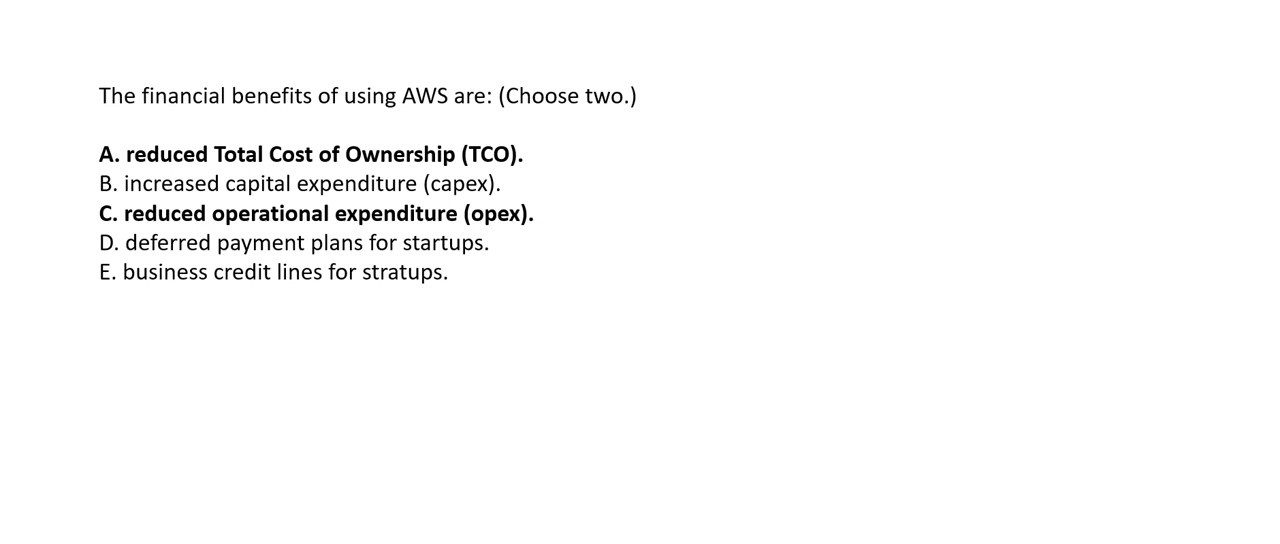 The financial benefits of using AWS are: (Choose two.)
A. reduced Total Cost of Ownership (TCO).
B. increased capital expenditure (capex).
C. reduced operational expenditure (opex).
D. deferred payment plans for startups.
E. business credit lines for stratups.